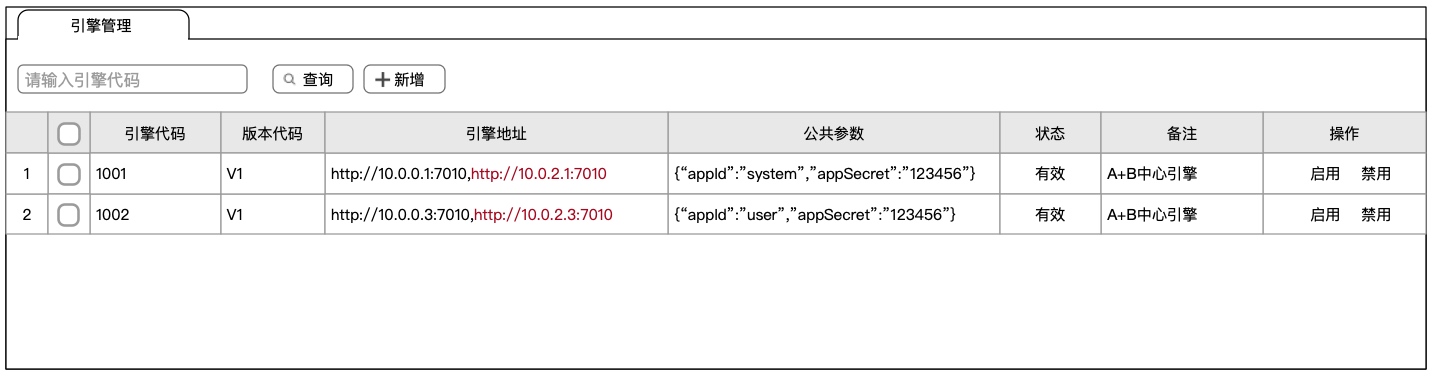 引擎管理
请输入引擎代码 查询 新增
引擎代码 版本代码 引擎地址 公共参数 状态 备注 操作
1 1001 V1 http://10.0.0.1:7010,http://10.0.2.1:7010 {“appId”:”system”,”appSecret”:”123456”} 有效 A+B中心引擎 启用 禁用
2 1002 V1 http://10.0.0.3:7010,http://10.0.2.3:7010 {“appId”:”user”,”appSecret”:”123456”} 有效 A+B中心引擎 启用 禁用